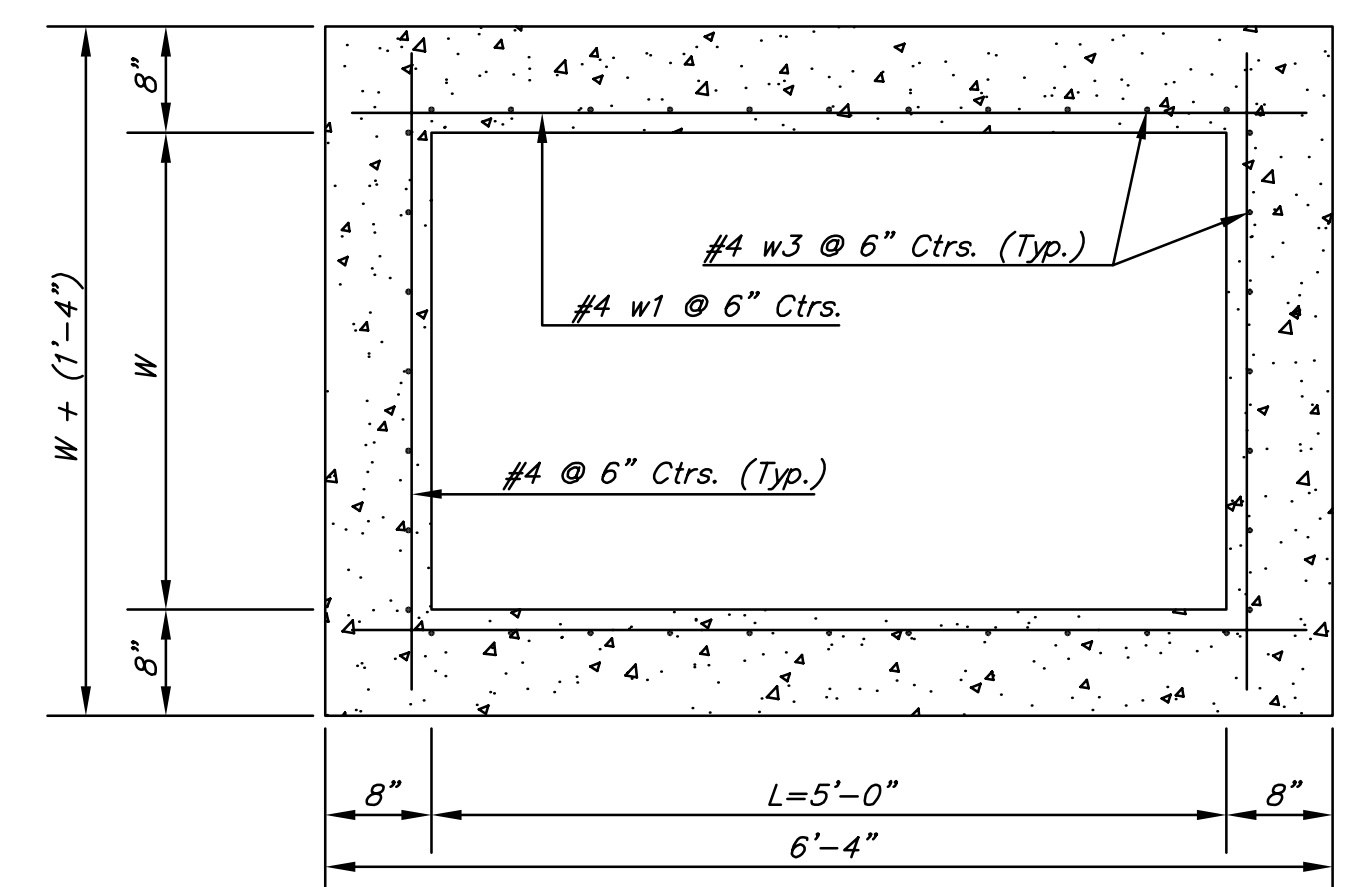 8"
W + (1'-4")
W
#4 w3 @ 6" Ctrs. (Typ.)
#4 w1 @ 6" Ctrs.
#4 @ 6" Ctrs. (Typ.)
8"
8"
L=5'-0"
8"
6'-4"